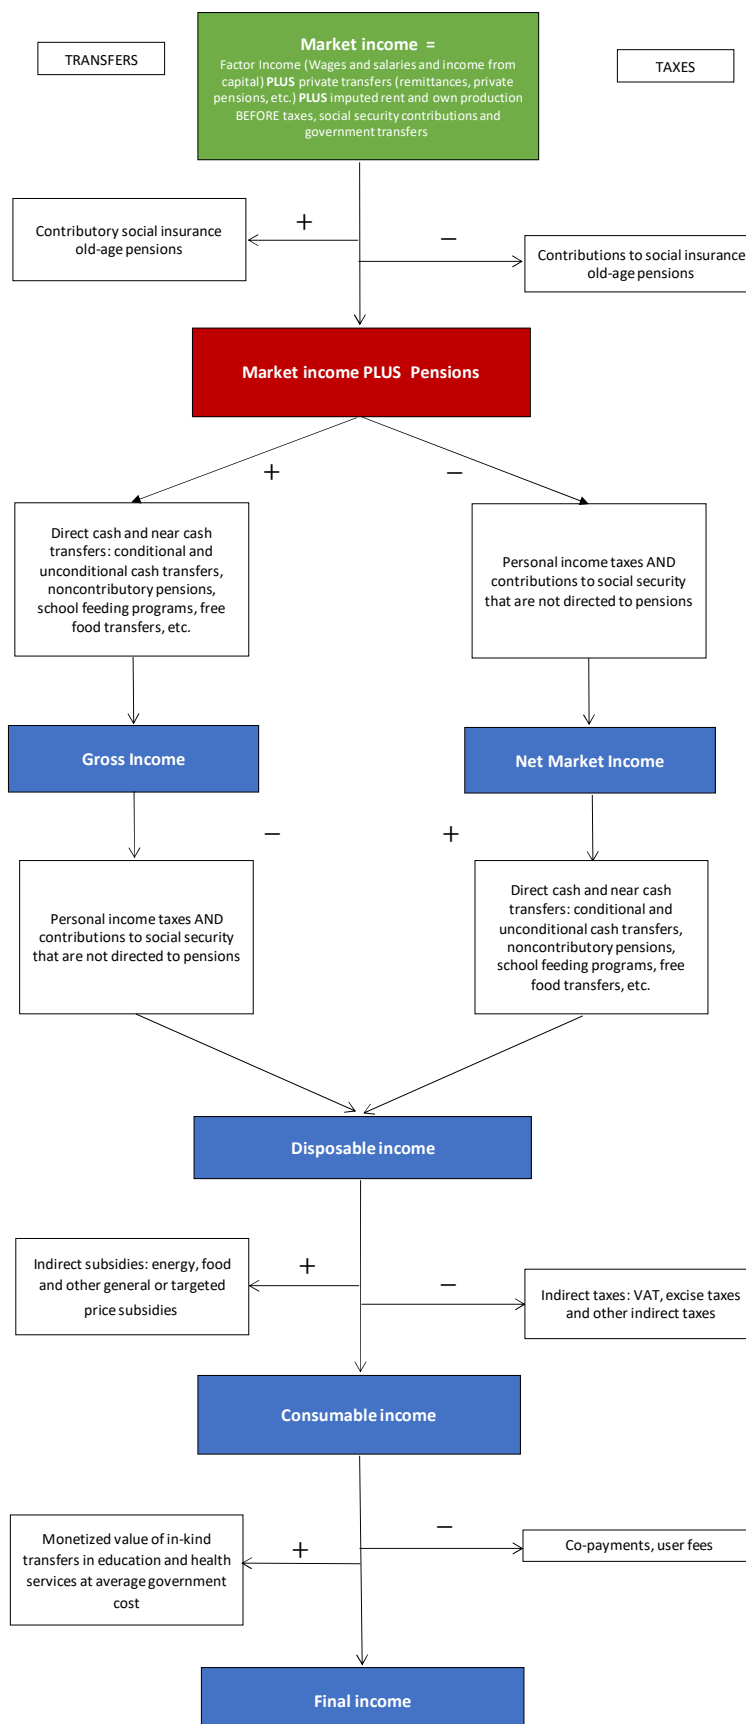 TRANSFERS
Market income =
Factor Income (Wages and salaries and income from
capital) PLUS private transfers (remittances, private
pensions, etc.) PLUS imputed rent and own production
BEFORE taxes, social security contributions and
government transfers
TAXES
+
−
Contributory social insurance
old-age pensions
Contributions to social insurance
old-age pensions
Market income PLUS Pensions
+
−
Direct cash and near cash
transfers: conditional and
unconditional cash transfers,
noncontributory pensions,
school feeding programs, free
food transfers, etc.
Personal income taxes AND
contributions to social security
that are not directed to pensions
Gross Income
Net Market Income
−
+
Personal income taxes AND
contributions to social security
that are not directed to pensions
Direct cash and near cash
transfers: conditional and
unconditional cash transfers,
noncontributory pensions,
school feeding programs, free
food transfers, etc.
Disposable income
+
−
Indirect subsidies: energy, food
and other general or targeted
price subsidies
Indirect taxes: VAT, excise taxes
and other indirect taxes
Consumable income
+
−
Monetized value of in-kind
transfers in education and health
services at average government
cost
Co-payments, user fees
Final income